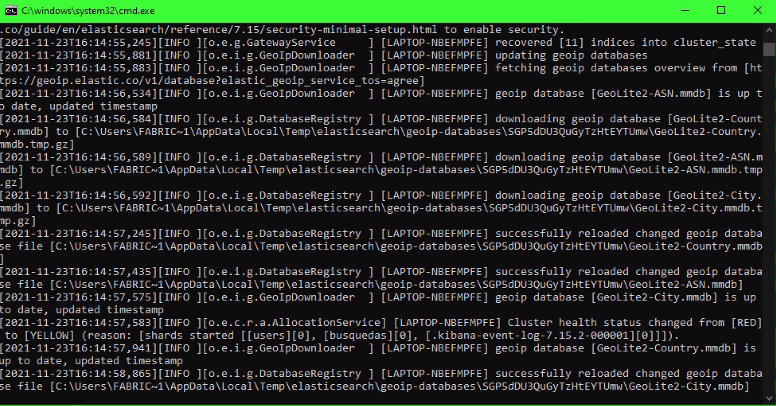 C:\windows\system32\cmd.exe
.co/guide/en/elasticsearch/reference/7.15/security-minimal-setup.html to enable security.
[2021-11-23T16:14:55,245][INFO ][o.e.g.GatewayService     ] [LAPTOP-NBEFMPFE] recovered [11] indices into cluster_state
[2021-11-23T16:14:55,881][INFO ][o.e.i.g.GeoIpDownloader  ] [LAPTOP-NBEFMPFE] updating geoip databases
[2021-11-23T16:14:55,883][INFO ][o.e.i.g.GeoIpDownloader  ] [LAPTOP-NBEFMPFE] fetching geoip databases overview from [ht
tps://geoip.elastic.co/v1/database?elastic_geoip_service_tos=agree]
[2021-11-23T16:14:56,534][INFO ][o.e.i.g.GeoIpDownloader  ] [LAPTOP-NBEFMPFE] geoip database [GeoLite2-ASN.mmdb] is up t
o date, updated timestamp
[2021-11-23T16:14:56,584][INFO ][o.e.i.g.DatabaseRegistry ] [LAPTOP-NBEFMPFE] downloading geoip database [GeoLite2-Count
ry.mmdb] to [C:\Users\FABRIC~1\AppData\Local\Temp\elasticsearch\geoip-databases\SGP5dDU3QuGyTzHtEYTUmw\GeoLite2-Country.
mmdb.tmp.gz]
[2021-11-23T16:14:56,589][INFO ][o.e.i.g.DatabaseRegistry ] [LAPTOP-NBEFMPFE] downloading geoip database [GeoLite2-ASN.m
mdb] to [C:\Users\FABRIC~1\AppData\Local\Temp\elasticsearch\geoip-databases\SGP5dDU3QuGyTzHtEYTUmw\GeoLite2-ASN.mmdb.tmp
.gz]
[2021-11-23T16:14:56,592][INFO ][o.e.i.g.DatabaseRegistry ] [LAPTOP-NBEFMPFE] downloading geoip database [GeoLite2-City.
mmdb] to [C:\Users\FABRIC~1\AppData\Local\Temp\elasticsearch\geoip-databases\SGP5dDU3QuGyTzHtEYTUmw\GeoLite2-City.mmdb.t
mp.gz]
[2021-11-23T16:14:57,245][INFO ][o.e.i.g.DatabaseRegistry ] [LAPTOP-NBEFMPFE] successfully reloaded changed geoip databa
se file [C:\Users\FABRIC~1\AppData\Local\Temp\elasticsearch\geoip-databases\SGP5dDU3QuGyTzHtEYTUmw\GeoLite2-Country.mmdb
]
[2021-11-23T16:14:57,435][INFO ][o.e.i.g.DatabaseRegistry ] [LAPTOP-NBEFMPFE] successfully reloaded changed geoip databa
se file [C:\Users\FABRIC~1\AppData\Local\Temp\elasticsearch\geoip-databases\SGP5dDU3QuGyTzHtEYTUmw\GeoLite2-ASN.mmdb]
[2021-11-23T16:14:57,575][INFO ][o.e.i.g.GeoIpDownloader  ] [LAPTOP-NBEFMPFE] geoip database [GeoLite2-City.mmdb] is up
to date, updated timestamp
[2021-11-23T16:14:57,583][INFO ][o.e.c.r.a.AllocationService] [LAPTOP-NBEFMPFE] Cluster health status changed from [RED]
 to [YELLOW] (reason: [shards started [[users][0], [busquedas][0], [.kibana-event-log-7.15.2-000001][0]]]).
[2021-11-23T16:14:57,941][INFO ][o.e.i.g.GeoIpDownloader  ] [LAPTOP-NBEFMPFE] geoip database [GeoLite2-Country.mmdb] is
up to date, updated timestamp
[2021-11-23T16:14:58,865][INFO ][o.e.i.g.DatabaseRegistry ] [LAPTOP-NBEFMPFE] successfully reloaded changed geoip databa
se file [C:\Users\FABRIC~1\AppData\Local\Temp\elasticsearch\geoip-databases\SGP5dDU3QuGyTzHtEYTUmw\GeoLite2-City.mmdb]